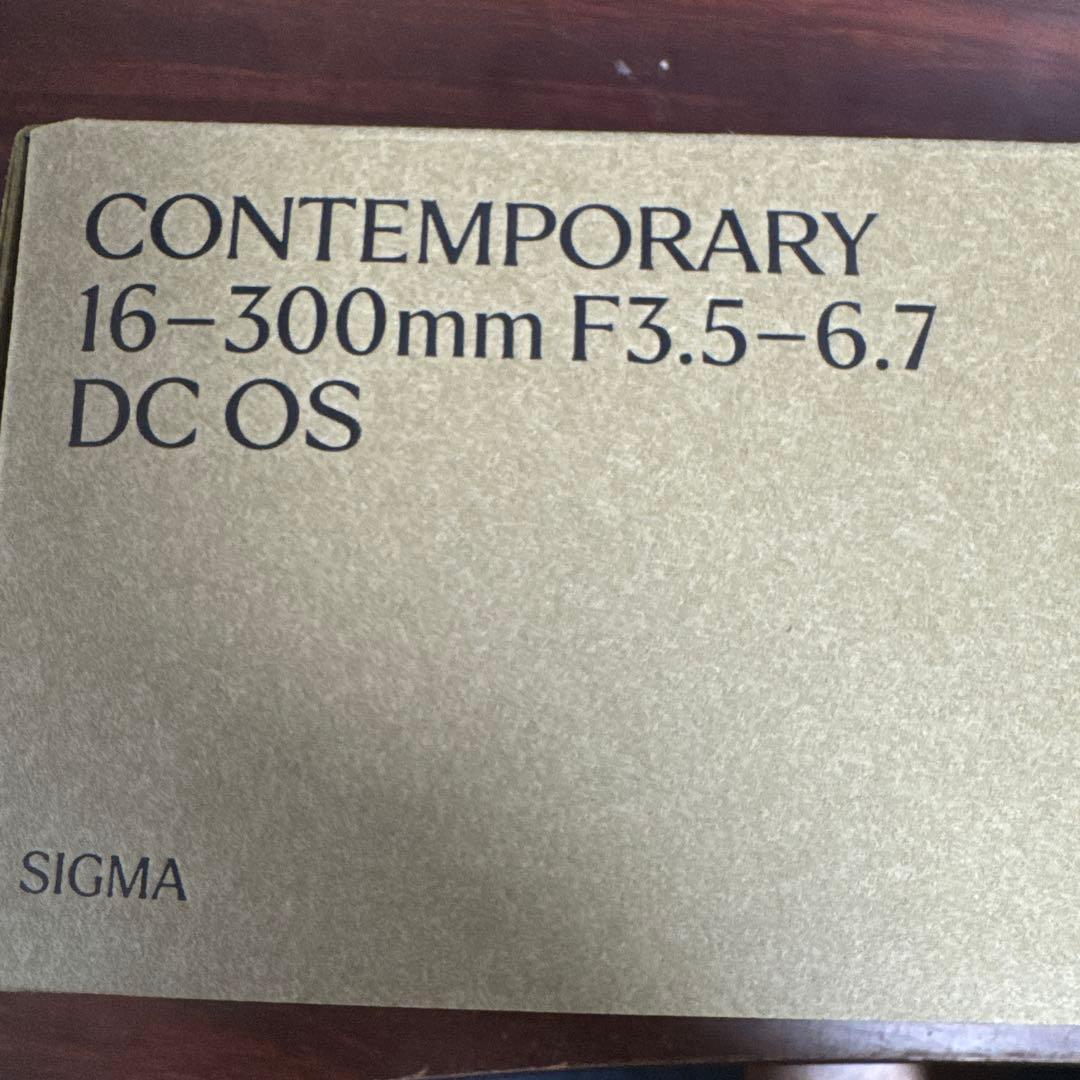 CONTEMPORARY
16–300mm F3.5–6.7
DC OS
SIGMA